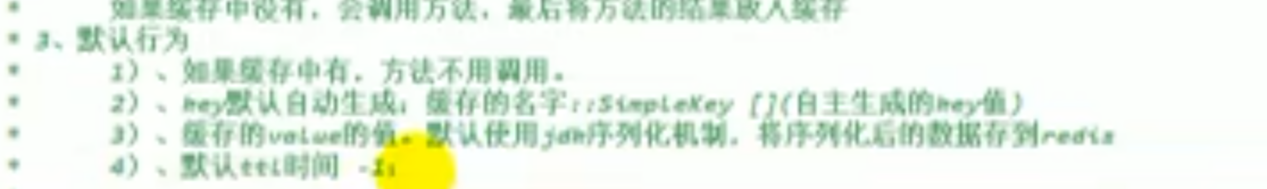 * 如果缓存中没有，会调用方法，最后将方法的结果放入缓存
* 3、默认行为
* 1）、如果缓存中有，方法不用调用。
* 2）、key默认自动生成；缓存的名字::SimpleKey [](自主生成的key值)
* 3）、缓存的value的值。默认使用jdk序列化机制，将序列化后的数据存到redis
* 4）、默认ttl时间 -1；